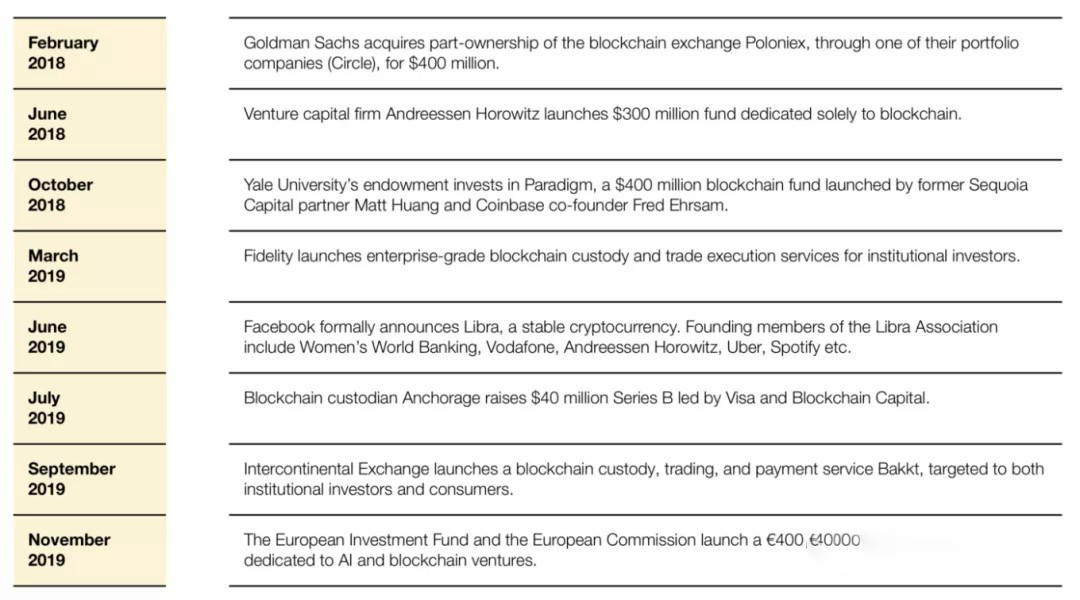 February
2018
Goldman Sachs acquires part-ownership of the blockchain exchange Poloniex, through one of their portfolio
companies (Circle), for $400 million.
June
2018
Venture capital firm Andreessen Horowitz launches $300 million fund dedicated solely to blockchain.
October
2018
Yale University's endowment invests in Paradigm, a $400 million blockchain fund launched by former Sequoia
Capital partner Matt Huang and Coinbase co-founder Fred Ehrsam.
March
2019
Fidelity launches enterprise-grade blockchain custody and trade execution services for institutional investors.
June
2019
Facebook formally announces Libra, a stable cryptocurrency. Founding members of the Libra Association
include Women's World Banking, Vodafone, Andreessen Horowitz, Uber, Spotify etc.
July
2019
Blockchain custodian Anchorage raises $40 million Series B led by Visa and Blockchain Capital.
September
2019
Intercontinental Exchange launches a blockchain custody, trading, and payment service Bakkt, targeted to both
institutional investors and consumers.
November
2019
The European Investment Fund and the European Commission launch a €400,€40000
dedicated to AI and blockchain ventures.